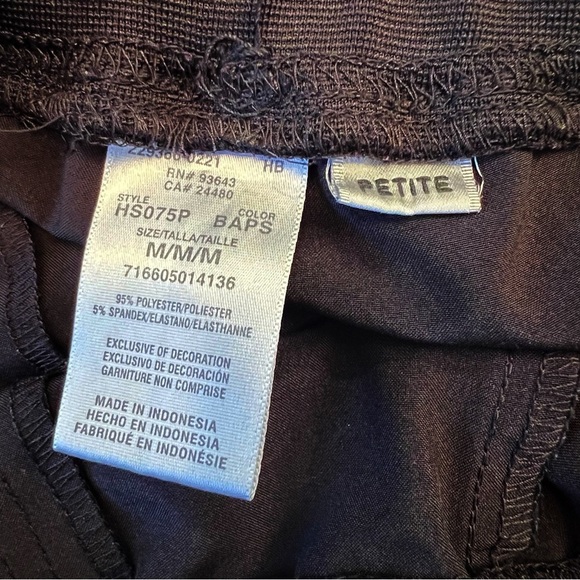 RN# 93643
CA# 24480
HB
STYLE COLOR
HS075P BAPS
SIZE/TALLA/TAILLE
M/M/M
716605014136
95% POLYESTER/POLIESTER
5% SPANDEX/ELASTANO/ELASTHANNE
EXCLUSIVE OF DECORATION
EXCLUSIVO DE DECORACIÓN
GARNITURE NON COMPRISE
MADE IN INDONESIA
HECHO EN INDONESIA
FABRIQUÉ EN INDONÉSIE
PETITE